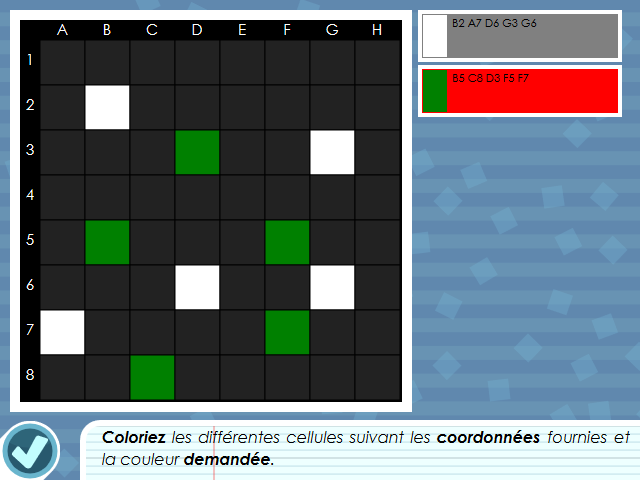 A B C D E F G H
1
2
3
4
5
6
7
8
B2 A7 D6 G3 G6
B5 C8 D3 F5 F7
Coloriez les différentes cellules suivant les coordonnées fournies et
la couleur demandée.